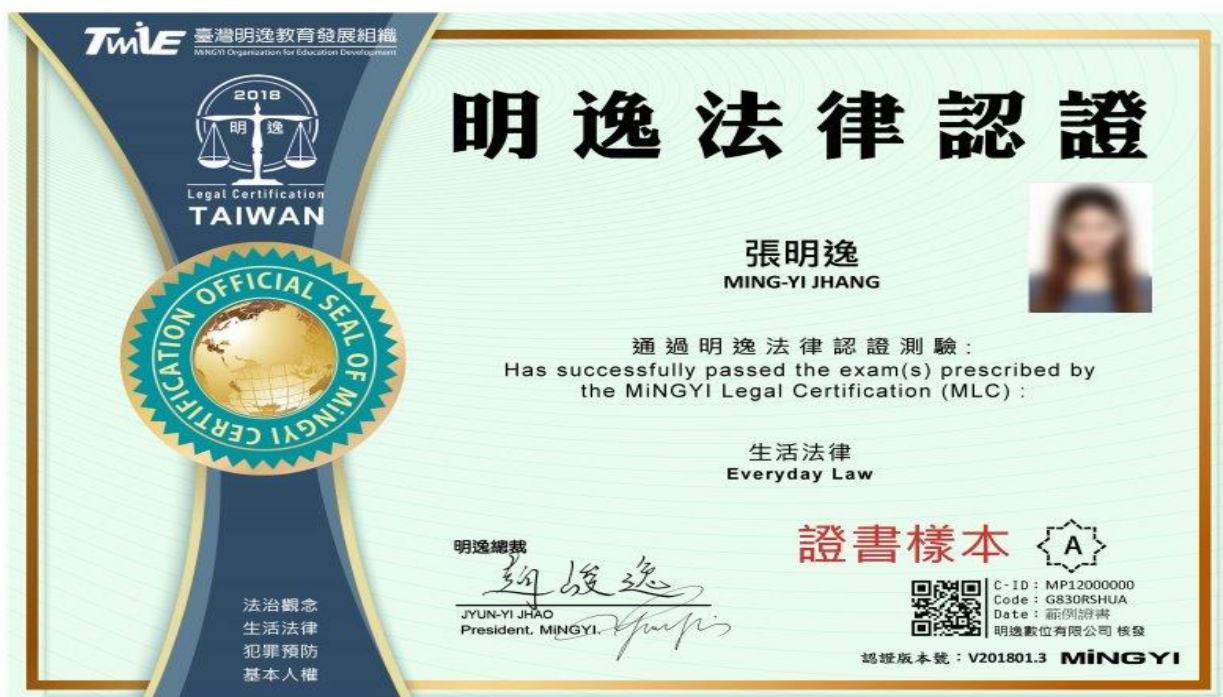 TWIVE 臺灣明逸教育發展組織
MiNGYI Organization for Education Development
2018
明 逸
Legal Certification
TAIWAN
OFFICIAL SEAL OF MiNGYI CERTIFICATION
法治觀念
生活法律
犯罪預防
基本人權
明逸法律認證
張明逸
MING-YI JHANG
通過明逸法律認證測驗:
Has successfully passed the exam(s) prescribed by
the MiNGYI Legal Certification (MLC) :
生活法律
Everyday Law
證書樣本
A
明逸總裁
趙浚逸
JYUN-YI JHAO
President. MiNGYI.
C-ID : MP12000000
Code : G830RSHUA
Date : 範例證書
明逸數位有限公司 核發
認證版本號：V201801.3 MiNGYI